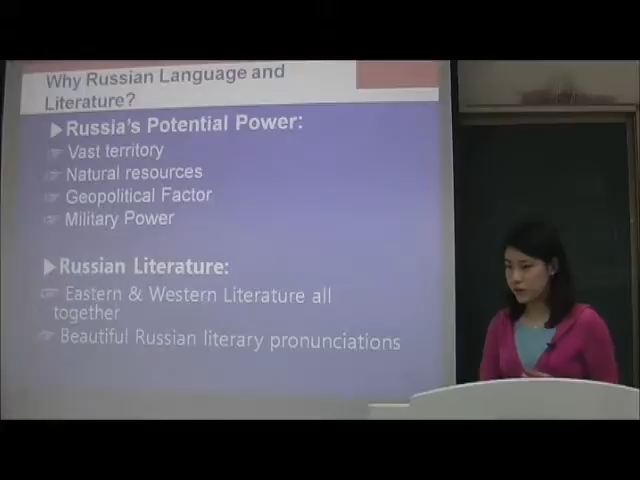 Why Russian Language and
Literature?
Russia's Potential Power:
Vast territory
Natural resources
Geopolitical Factor
Military Power
Russian Literature:
Eastern & Western Literature all
together
Beautiful Russian literary pronunciations